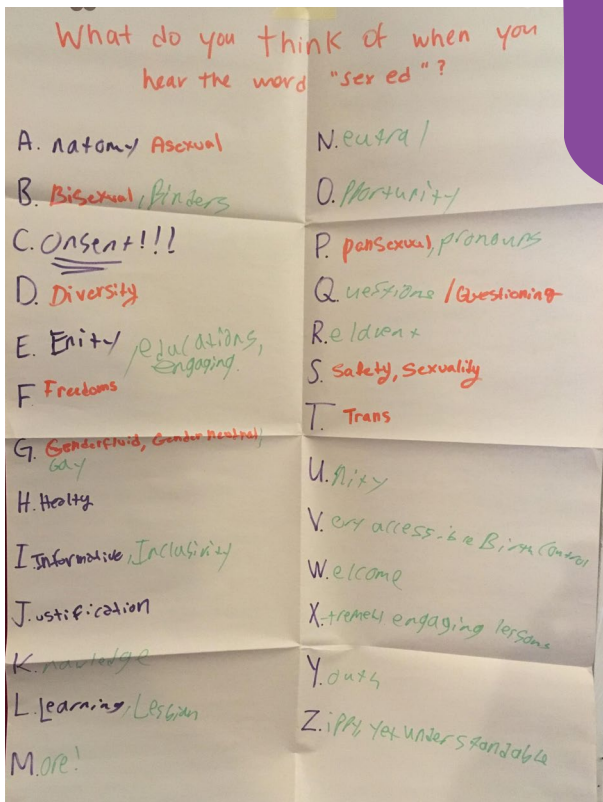 What do you think of when you
hear the word "sex ed"?
A. natomy Asexual
B. Bisexual, Binders
C. onsent!!!
D. Diversity
E. Enity, educations,
engaging.
F Freedoms
G. Genderfluid, Gender neutral,
Gay
H. Healty
I Informative, Inclusivity
J. ustification
K. nowledge
L. Learning, Lesbian
M. ore!
N. eutral
O. pportunity
P. pansexual, pronouns
Q. uestions / Questioning
R. eldvent
S. Safety, Sexuality
T. Trans
U. nity
V. ery accessible Birth Control
W. elcome
X. tremely engaging lessons
Y. outh
Z. ippy, yet understandable